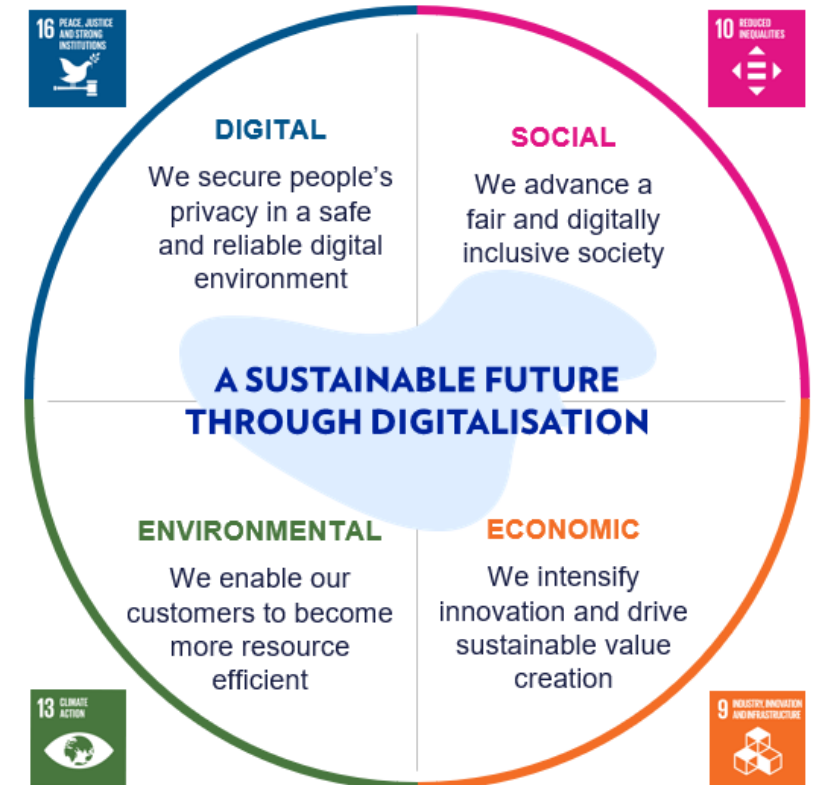 16 PEACE, JUSTICE
AND STRONG
INSTITUTIONS
10 REDUCED
INEQUALITIES
DIGITAL
We secure people's
privacy in a safe
and reliable digital
environment
SOCIAL
We advance a
fair and digitally
inclusive society
A SUSTAINABLE FUTURE
THROUGH DIGITALISATION
ENVIRONMENTAL
We enable our
customers to become
more resource
efficient
ECONOMIC
We intensify
innovation and drive
sustainable value
creation
13 CLIMATE
ACTION
9 INDUSTRY, INNOVATION
AND INFRASTRUCTURE